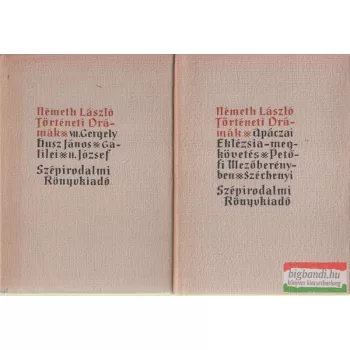 Németh László
Történeti Drá-
mák * VII. Gergely
Husz János * Ga-
lilei * II. József
Szépirodalmi
Könyvkiadó
Németh László
Történeti Drá-
mák * Apáczai
Eklézsia-meg-
követés * Pető-
fi Mezőberény-
ben * Széchenyi
Szépirodalmi
Könyvkiadó
bigbandi.hu